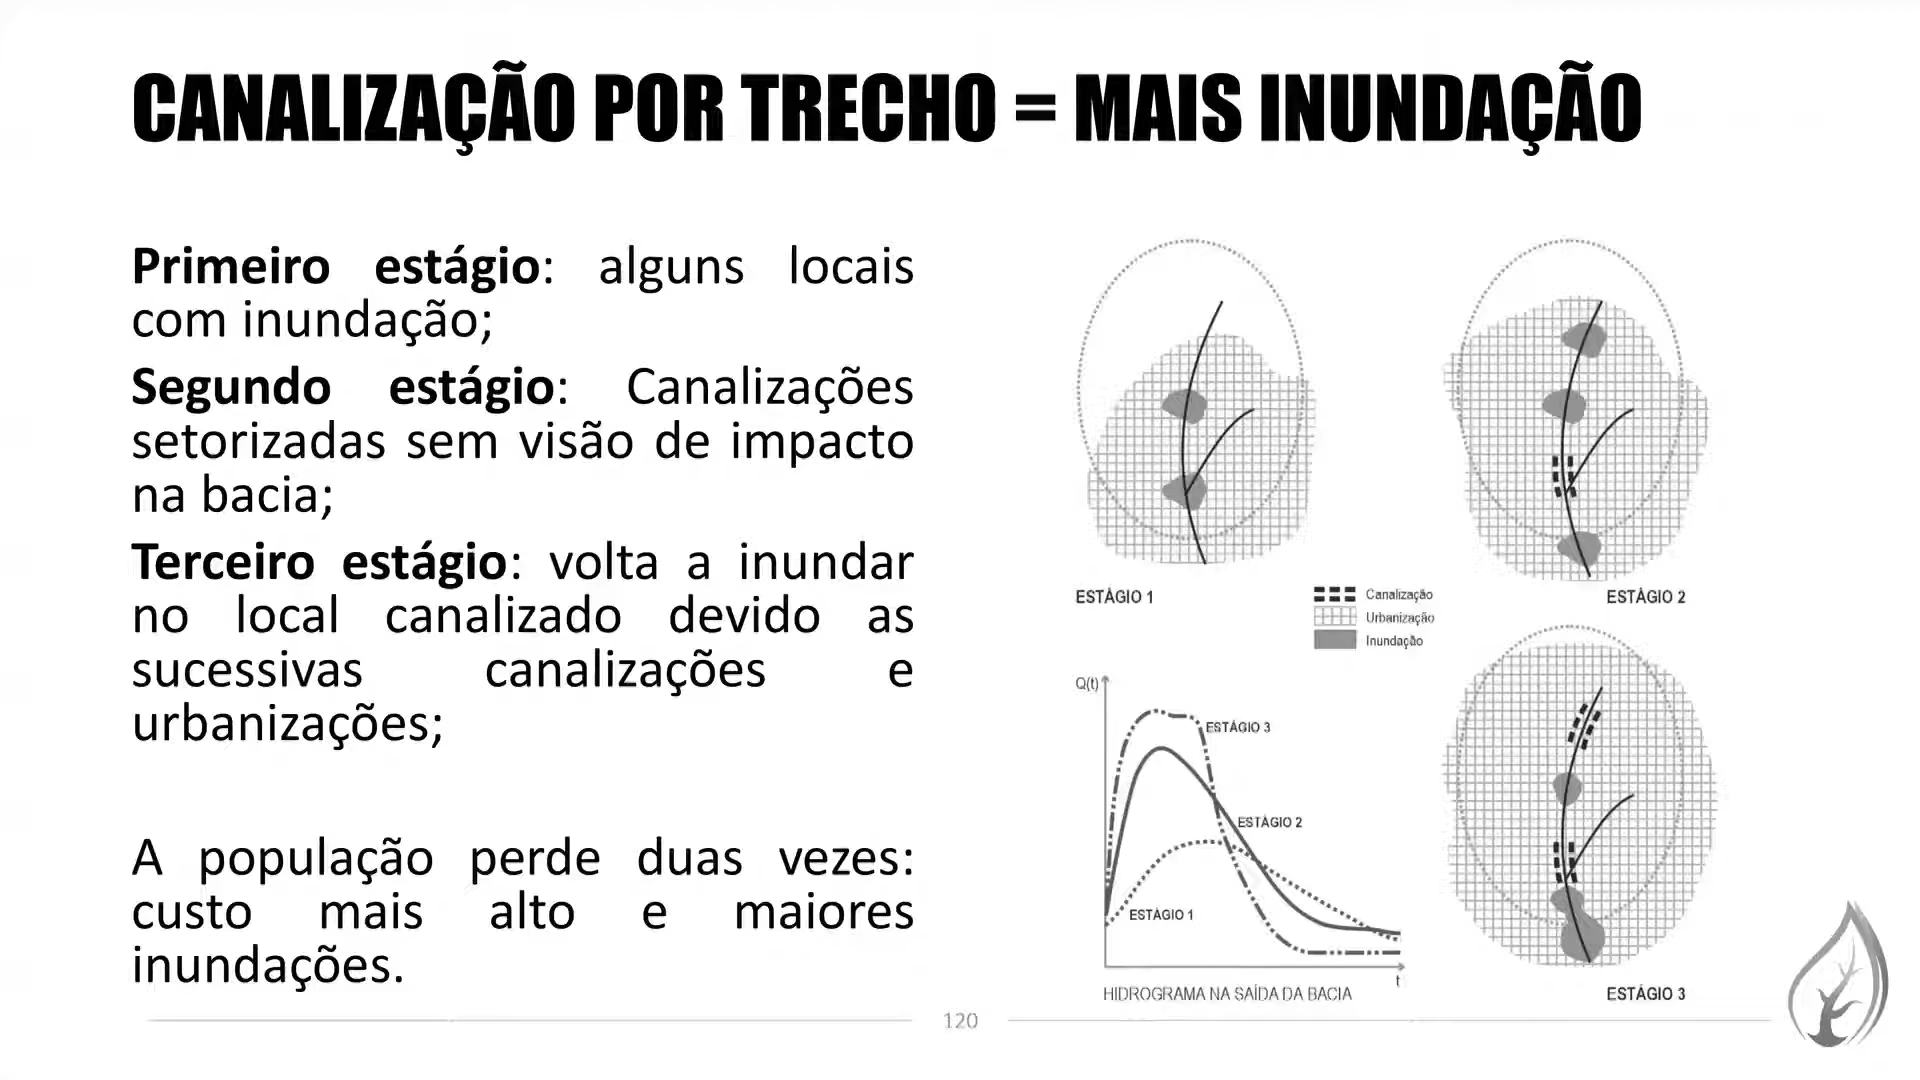 CANALIZAÇÃO POR TRECHO = MAIS INUNDAÇÃO
Primeiro estágio: alguns locais
com inundação;
Segundo estágio: Canalizações
setorizadas sem visão de impacto
na bacia;
Terceiro estágio: volta a inundar
no local canalizado devido as
sucessivas canalizações e
urbanizações;
A população perde duas vezes:
custo mais alto e maiores
inundações.
ESTÁGIO 1
Canalização
Urbanização
Inundação
ESTÁGIO 2
Q(t)
ESTÁGIO 3
ESTÁGIO 2
ESTÁGIO 1
t
HIDROGRAMA NA SAÍDA DA BACIA
ESTÁGIO 3
120